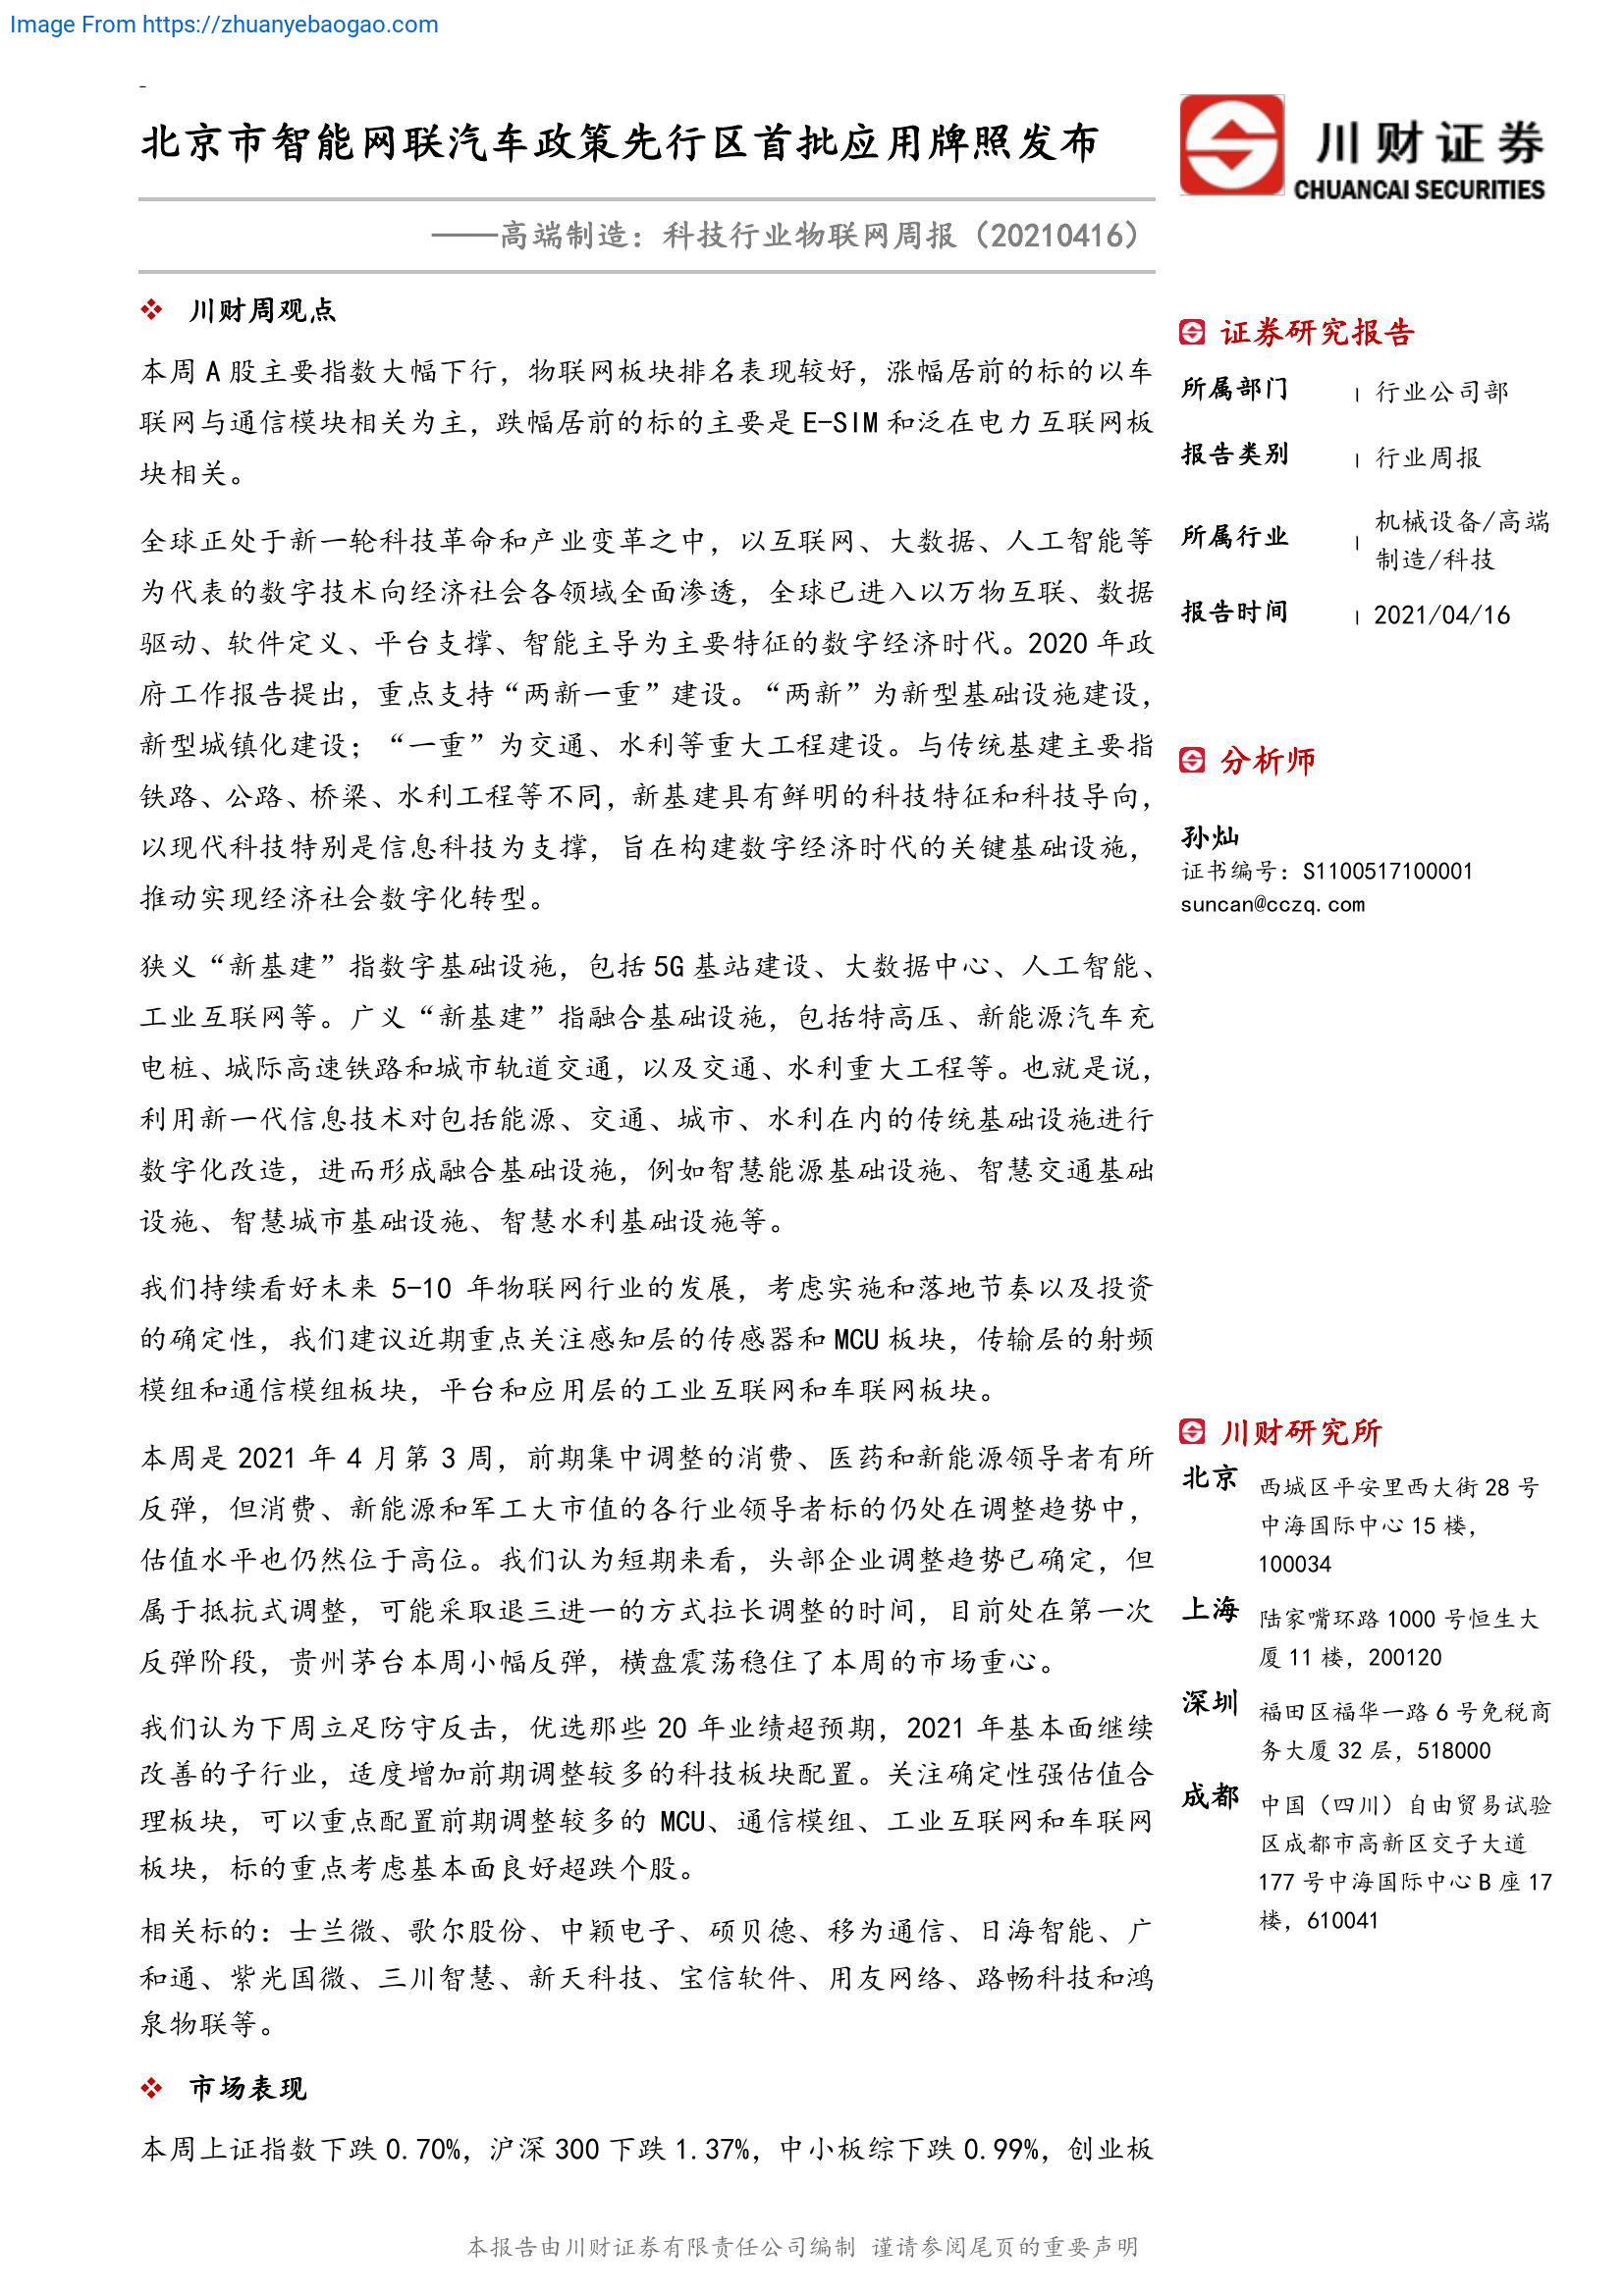 Image From https://zhuanyebaogao.com
-
北京市智能网联汽车政策先行区首批应用牌照发布
——高端制造：科技行业物联网周报（20210416）
川财证券
CHUANCAI SECURITIES
川财周观点
本周 A 股主要指数大幅下行，物联网板块排名表现较好，涨幅居前的标的以车
联网与通信模块相关为主，跌幅居前的标的主要是 E-SIM 和泛在电力互联网板
块相关。
全球正处于新一轮科技革命和产业变革之中，以互联网、大数据、人工智能等
为代表的数字技术向经济社会各领域全面渗透，全球已进入以万物互联、数据
驱动、软件定义、平台支撑、智能主导为主要特征的数字经济时代。2020 年政
府工作报告提出，重点支持“两新一重”建设。“两新”为新型基础设施建设，
新型城镇化建设；“一重”为交通、水利等重大工程建设。与传统基建主要指
铁路、公路、桥梁、水利工程等不同，新基建具有鲜明的科技特征和科技导向，
以现代科技特别是信息科技为支撑，旨在构建数字经济时代的关键基础设施，
推动实现经济社会数字化转型。
狭义“新基建”指数字基础设施，包括 5G 基站建设、大数据中心、人工智能、
工业互联网等。广义“新基建”指融合基础设施，包括特高压、新能源汽车充
电桩、城际高速铁路和城市轨道交通，以及交通、水利重大工程等。也就是说，
利用新一代信息技术对包括能源、交通、城市、水利在内的传统基础设施进行
数字化改造，进而形成融合基础设施，例如智慧能源基础设施、智慧交通基础
设施、智慧城市基础设施、智慧水利基础设施等。
我们持续看好未来 5-10 年物联网行业的发展，考虑实施和落地节奏以及投资
的确定性，我们建议近期重点关注感知层的传感器和 MCU 板块，传输层的射频
模组和通信模组板块，平台和应用层的工业互联网和车联网板块。
本周是 2021 年 4 月第 3 周，前期集中调整的消费、医药和新能源领导者有所
反弹，但消费、新能源和军工大市值的各行业领导者标的仍处在调整趋势中，
估值水平也仍然位于高位。我们认为短期来看，头部企业调整趋势已确定，但
属于抵抗式调整，可能采取退三进一的方式拉长调整的时间，目前处在第一次
反弹阶段，贵州茅台本周小幅反弹，横盘震荡稳住了本周的市场重心。
我们认为下周立足防守反击，优选那些 20 年业绩超预期，2021 年基本面继续
改善的子行业，适度增加前期调整较多的科技板块配置。关注确定性强估值合
理板块，可以重点配置前期调整较多的 MCU、通信模组、工业互联网和车联网
板块，标的重点考虑基本面良好超跌个股。
相关标的：士兰微、歌尔股份、中颖电子、硕贝德、移为通信、日海智能、广
和通、紫光国微、三川智慧、新天科技、宝信软件、用友网络、路畅科技和鸿
泉物联等。
市场表现
本周上证指数下跌 0.70%，沪深 300 下跌 1.37%，中小板综下跌 0.99%，创业板
证券研究报告
所属部门 | 行业公司部
报告类别 | 行业周报
所属行业 | 机械设备/高端
制造/科技
报告时间 | 2021/04/16
分析师
孙灿
证书编号：S1100517100001
suncan@cczq.com
川财研究所
北京 西城区平安里西大街 28 号
中海国际中心 15 楼，
100034
上海 陆家嘴环路 1000 号恒生大
厦 11 楼，200120
深圳 福田区福华一路 6 号免税商
务大厦 32 层，518000
成都 中国（四川）自由贸易试验
区成都市高新区交子大道
177 号中海国际中心 B 座 17
楼，610041
本报告由川财证券有限责任公司编制 谨请参阅尾页的重要声明